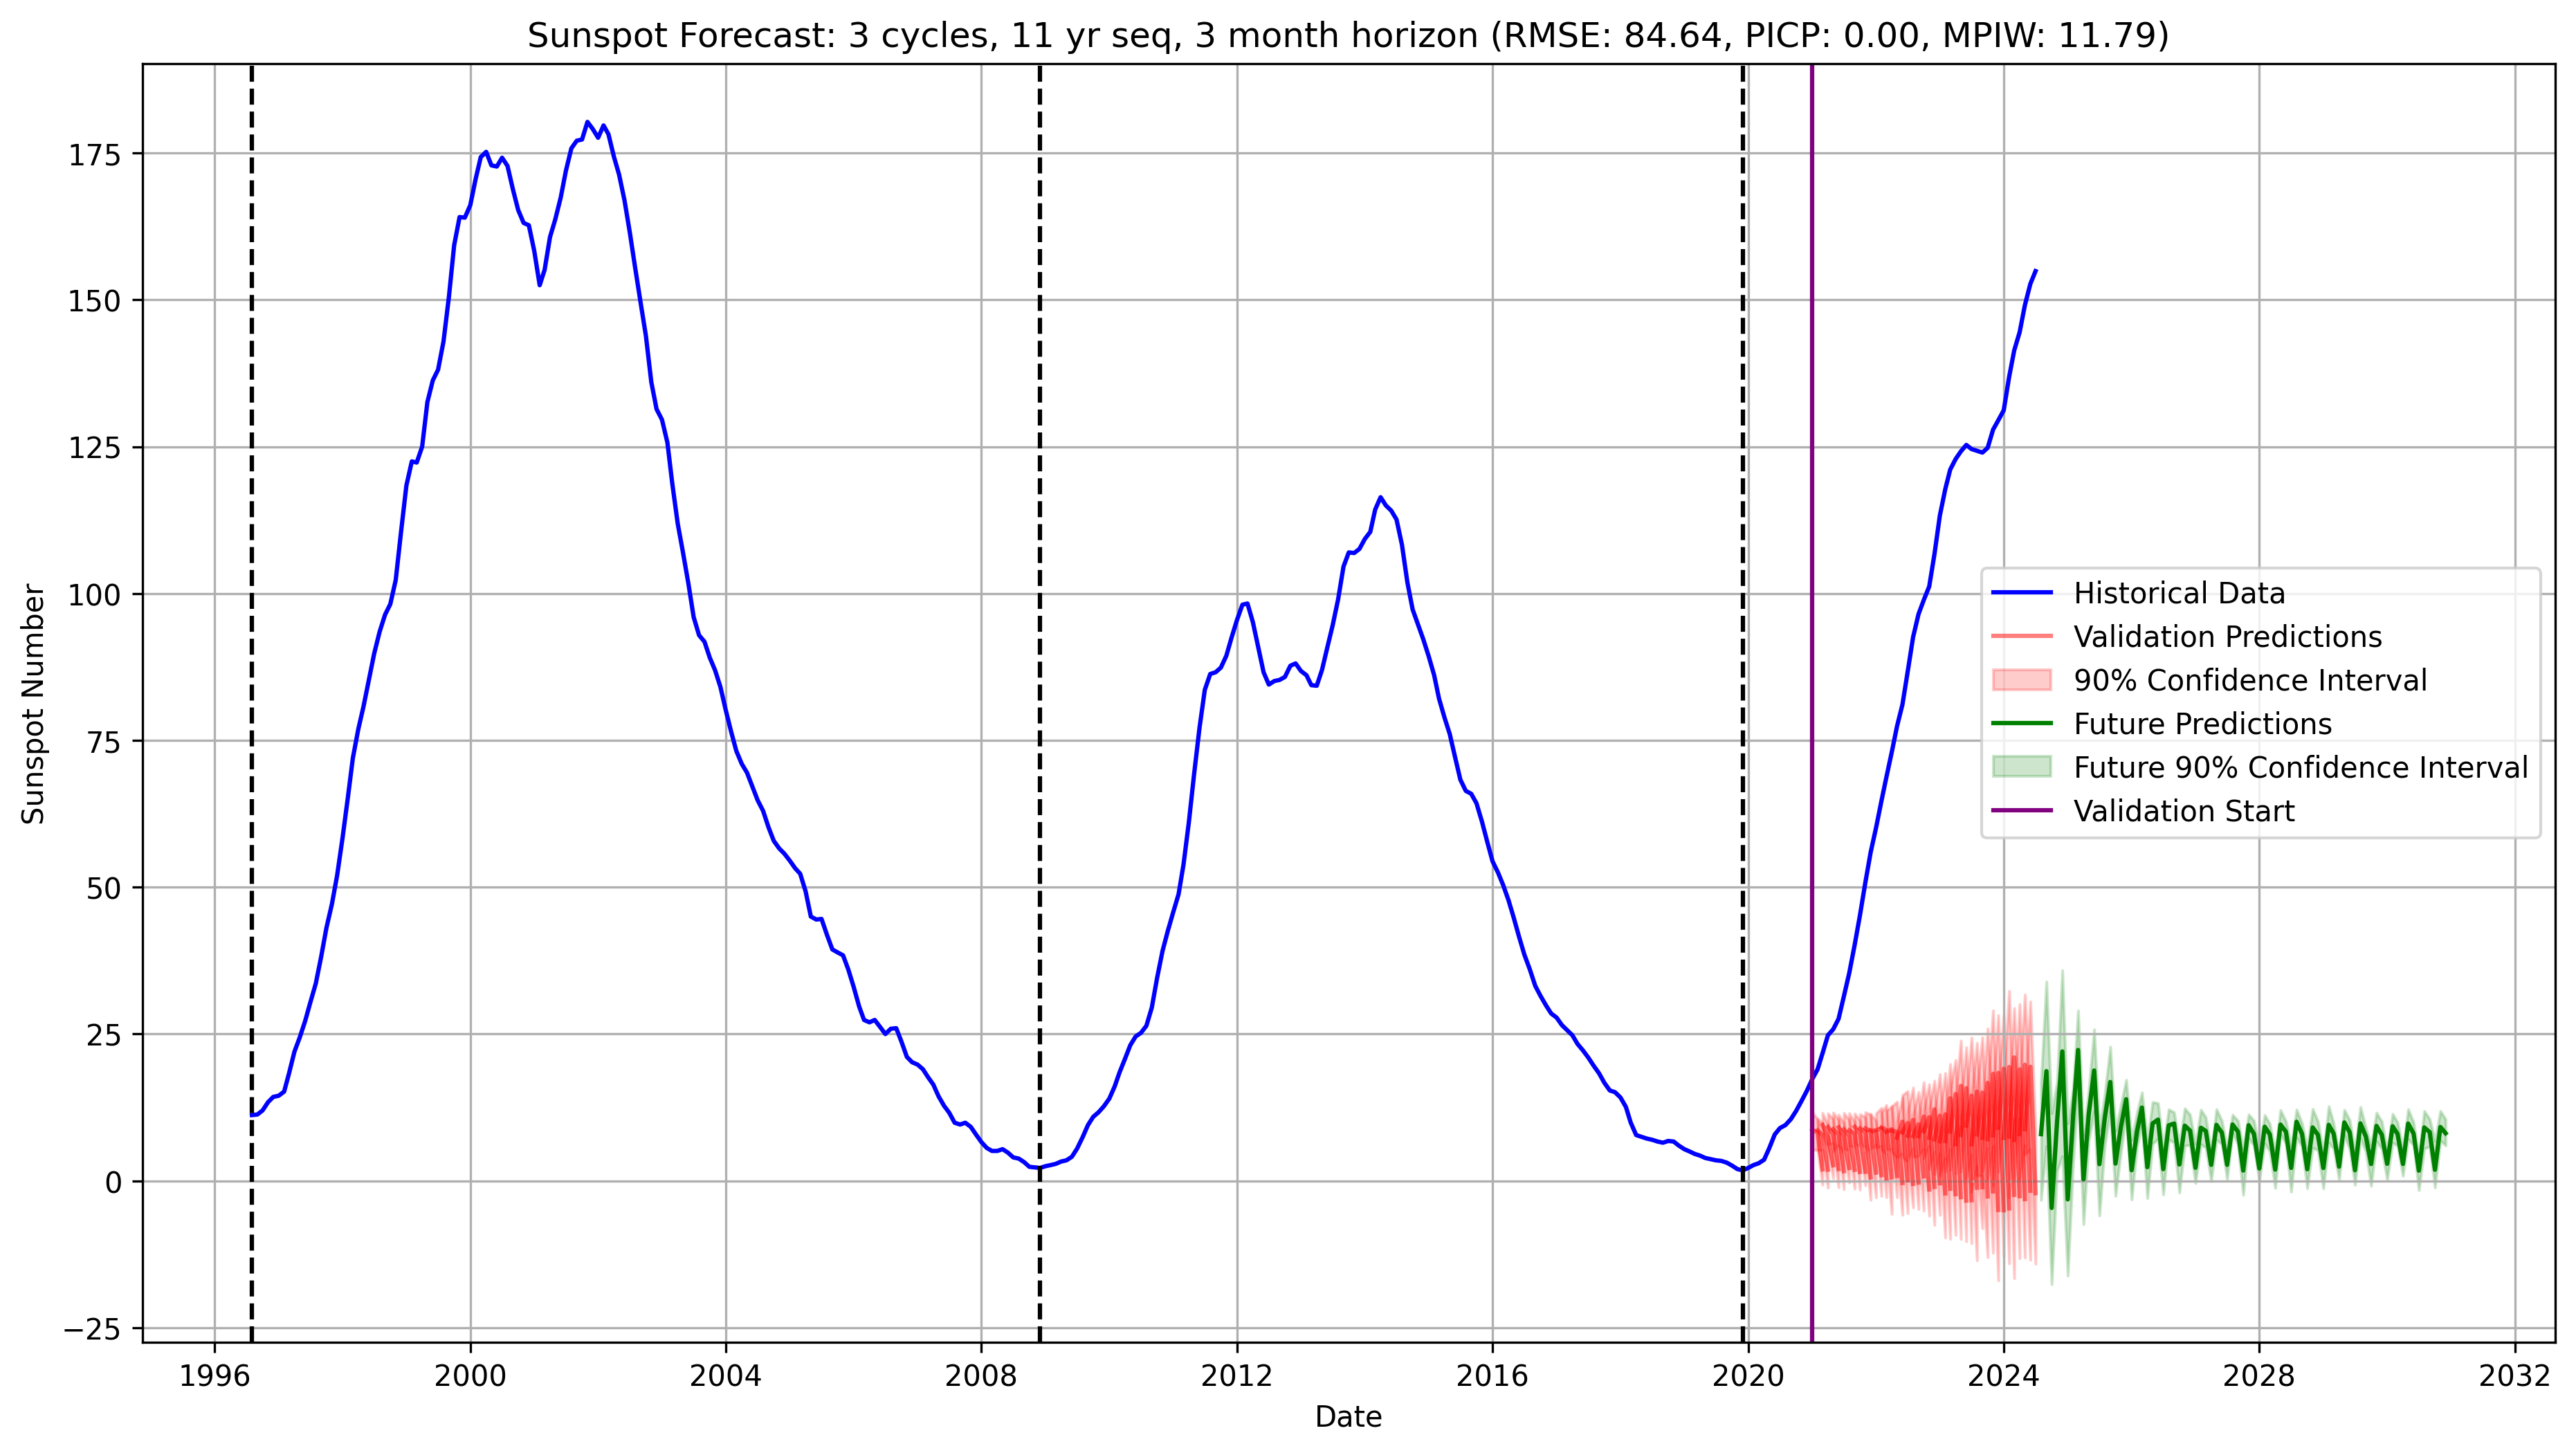 Sunspot Forecast: 3 cycles, 11 yr seq, 3 month horizon (RMSE: 84.64, PICP: 0.00, MPIW: 11.79)
175
150
125
100
75
50
25
0
−25
Sunspot Number
Historical Data
Validation Predictions
90% Confidence Interval
Future Predictions
Future 90% Confidence Interval
Validation Start
1996 2000 2004 2008 2012 2016 2020 2024 2028 2032
Date